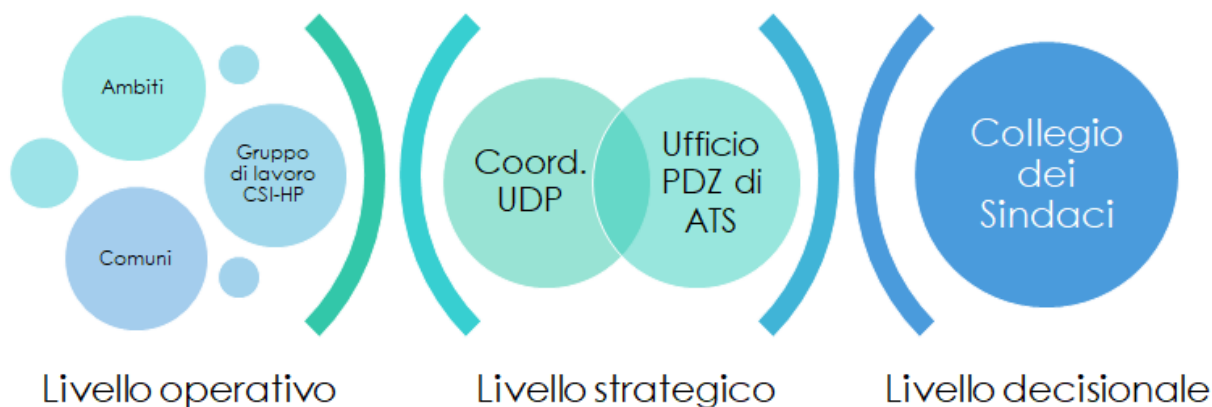 Ambiti
Gruppo
di lavoro
CSI-HP
Comuni
Livello operativo
Coord.
UDP
Ufficio
PDZ di
ATS
Livello strategico
Collegio
dei
Sindaci
Livello decisionale